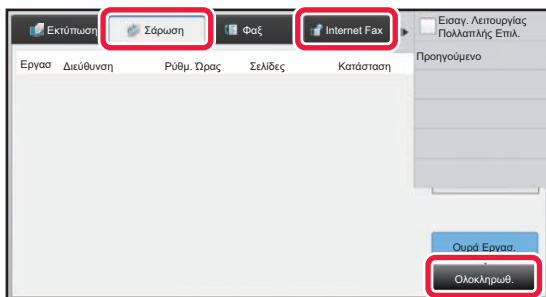 Εκτύπωση Σάρωση Φαξ Internet Fax
Εισαγ. Λειτουργίας
Πολλαπλής Επιλ.
Προηγούμενο
Εργασ Διεύθυνση Ρύθμ. Ώρας Σελίδες Κατάσταση
Ουρά Εργασ.
Ολοκληρωθ.